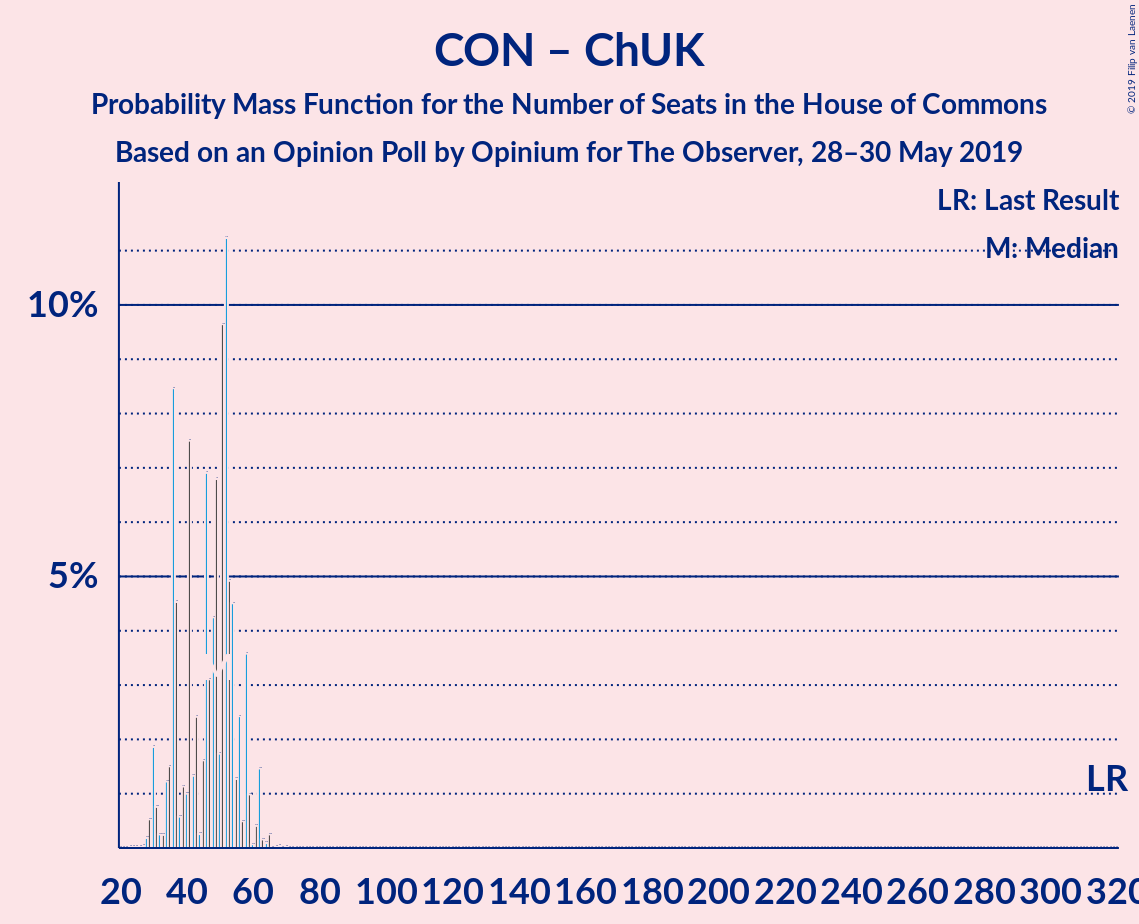 CON – ChUK
Probability Mass Function for the Number of Seats in the House of Commons
Based on an Opinion Poll by Opinium for The Observer, 28–30 May 2019
© 2019 Filip van Laenen
LR: Last Result
M: Median
10%
5%
LR
20 40 60 80 100 120 140 160 180 200 220 240 260 280 300 320